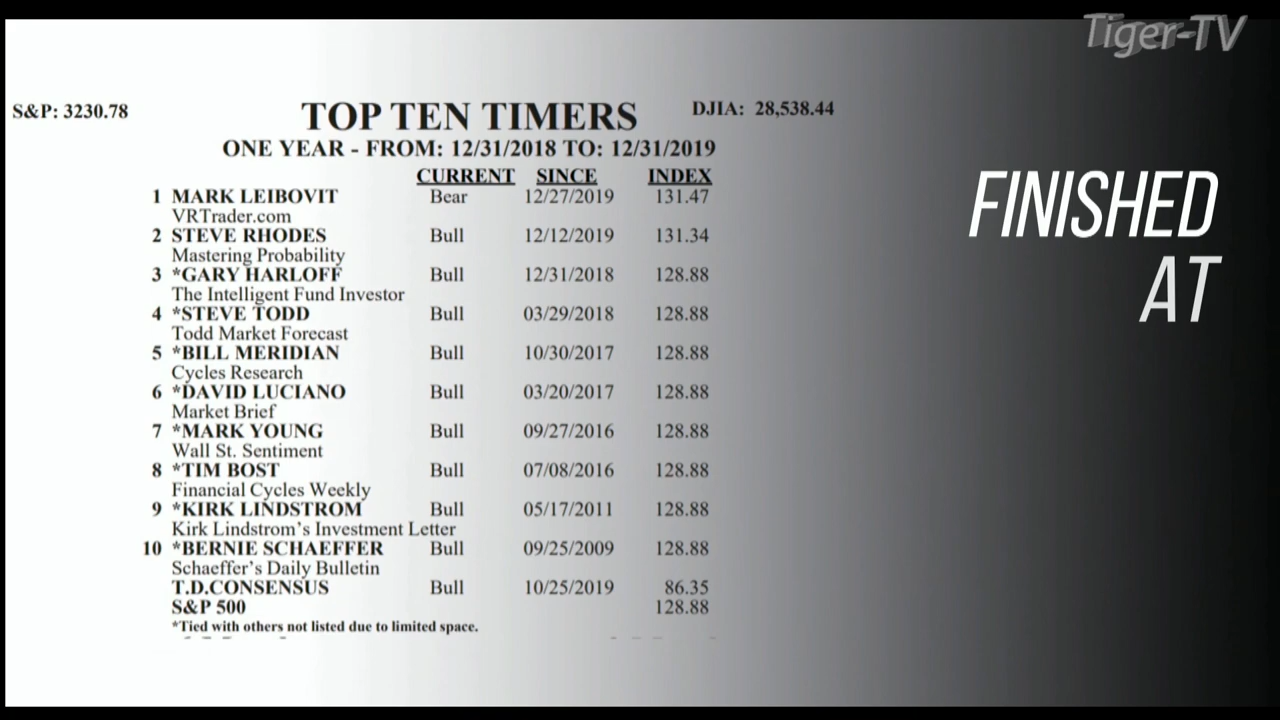 Tiger-TV
S&P: 3230.78 TOP TEN TIMERS DJIA: 28,538.44
ONE YEAR - FROM: 12/31/2018 TO: 12/31/2019
CURRENT SINCE INDEX
1 MARK LEIBOVIT Bear 12/27/2019 131.47
VRTrader.com
2 STEVE RHODES Bull 12/12/2019 131.34
Mastering Probability
3 *GARY HARLOFF Bull 12/31/2018 128.88
The Intelligent Fund Investor
4 *STEVE TODD Bull 03/29/2018 128.88
Todd Market Forecast
5 *BILL MERIDIAN Bull 10/30/2017 128.88
Cycles Research
6 *DAVID LUCIANO Bull 03/20/2017 128.88
Market Brief
7 *MARK YOUNG Bull 09/27/2016 128.88
Wall St. Sentiment
8 *TIM BOST Bull 07/08/2016 128.88
Financial Cycles Weekly
9 *KIRK LINDSTROM Bull 05/17/2011 128.88
Kirk Lindstrom's Investment Letter
10 *BERNIE SCHAEFFER Bull 09/25/2009 128.88
Schaeffer's Daily Bulletin
T.D.CONSENSUS Bull 10/25/2019 86.35
S&P 500 128.88
*Tied with others not listed due to limited space.
FINISHED
AT